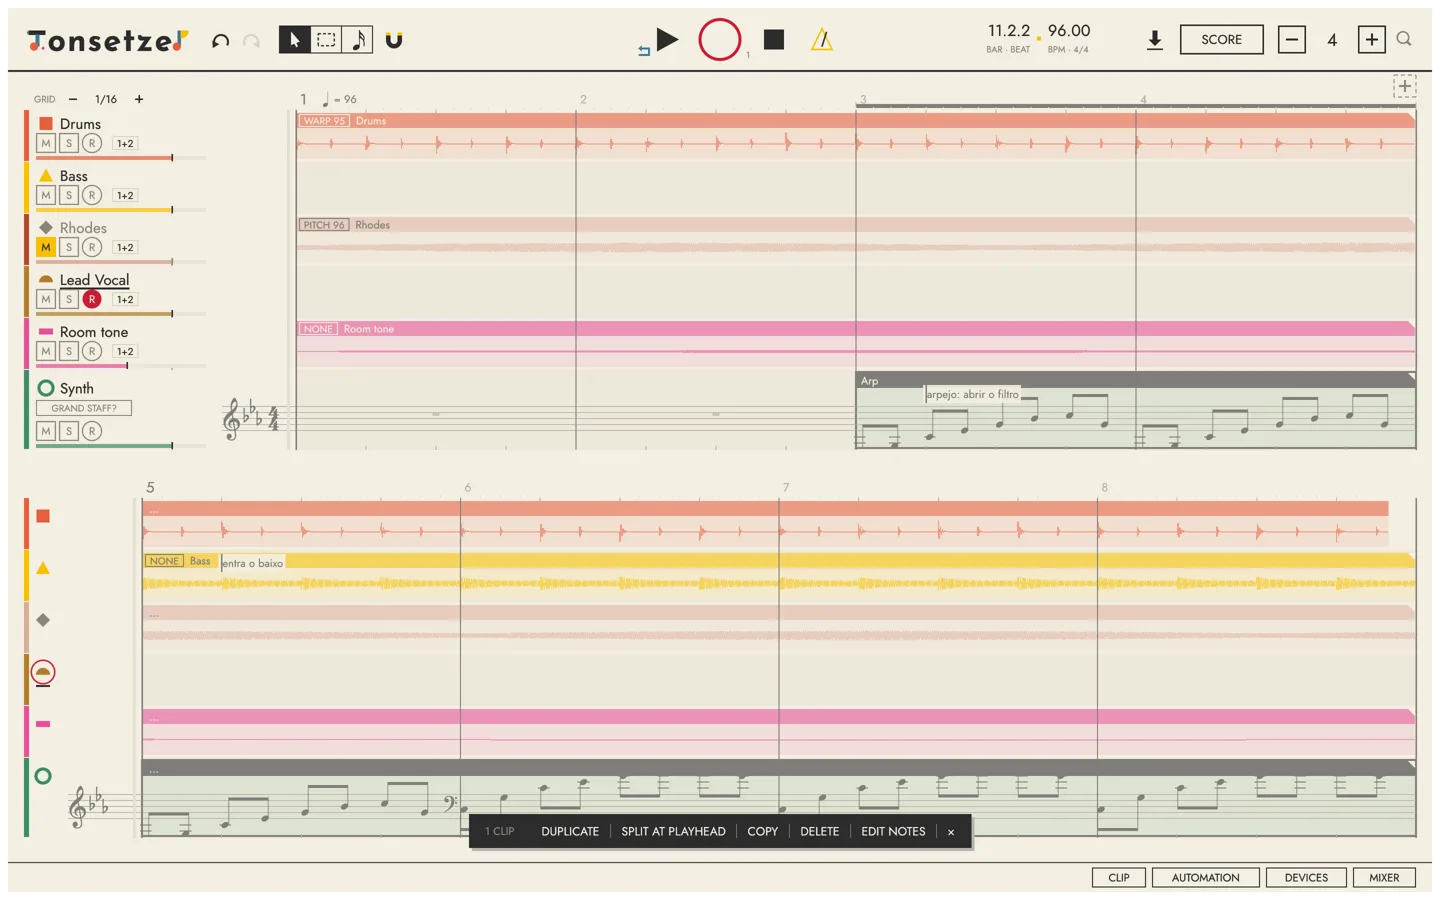 Tonsetzer
11.2.2 96.00
BAR · BEAT BPM · 4/4
1
SCORE
4
GRID 1/16
1 = 96 2 3 4
Drums
M S R 1+2
WARP 95 Drums
Bass
M S R 1+2
Rhodes
M S R 1+2
PITCH 96 Rhodes
Lead Vocal
M S R 1+2
Room tone
M S R 1+2
NONE Room tone
Synth
GRAND STAFF?
M S R
Arp
arpejo: abrir o filtro
5 6 7 8
...
NONE Bass entra o baixo
...
...
...
1 CLIP DUPLICATE SPLIT AT PLAYHEAD COPY DELETE EDIT NOTES ×
CLIP AUTOMATION DEVICES MIXER